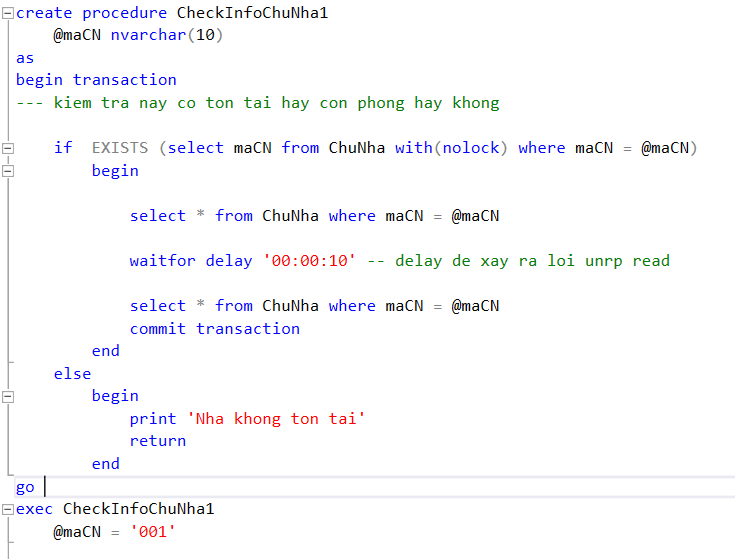 create procedure CheckInfoChuNha1
@maCN nvarchar(10)
as
begin transaction
--- kiem tra nay co ton tai hay con phong hay khong
if  EXISTS (select maCN from ChuNha with(nolock) where maCN = @maCN)
begin
select * from ChuNha where maCN = @maCN
waitfor delay '00:00:10' -- delay de xay ra loi unrp read
select * from ChuNha where maCN = @maCN
commit transaction
end
else
begin
print 'Nha khong ton tai'
return
end
go
exec CheckInfoChuNha1
@maCN = '001'